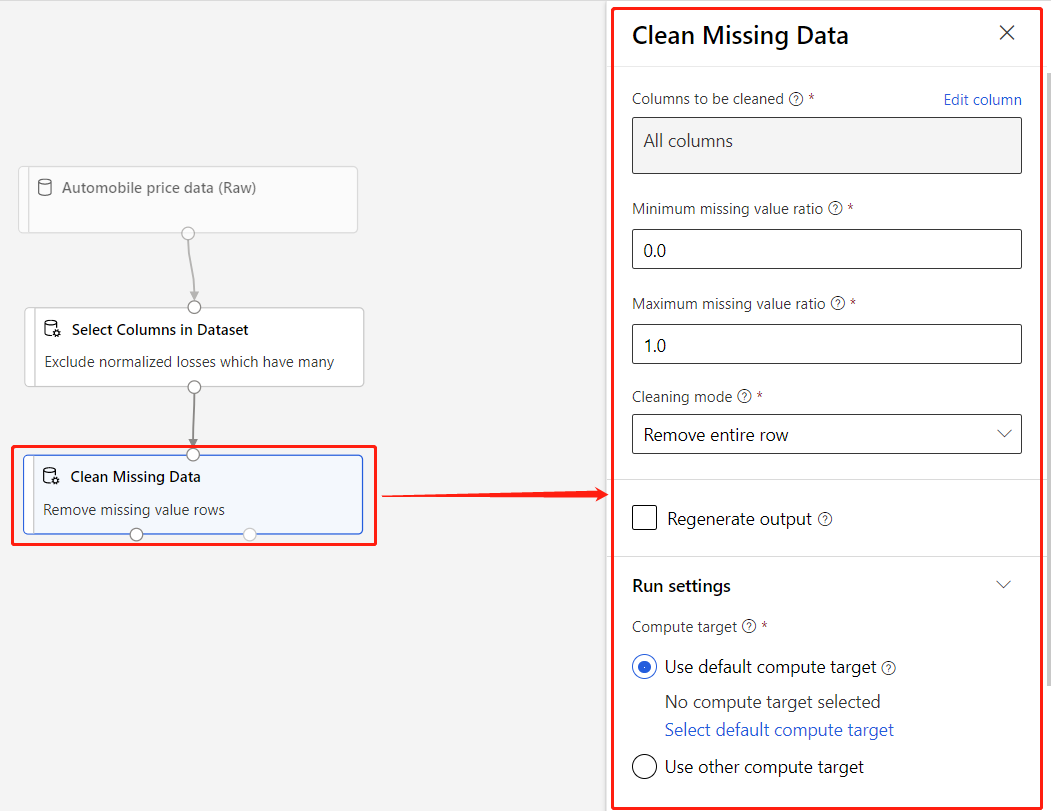 Automobile price data (Raw)
Select Columns in Dataset
Exclude normalized losses which have many
Clean Missing Data
Remove missing value rows
Clean Missing Data
Columns to be cleaned ? *
Edit column
All columns
Minimum missing value ratio ? *
0.0
Maximum missing value ratio ? *
1.0
Cleaning mode ? *
Remove entire row
Regenerate output ?
Run settings
Compute target ? *
Use default compute target ?
No compute target selected
Select default compute target
Use other compute target